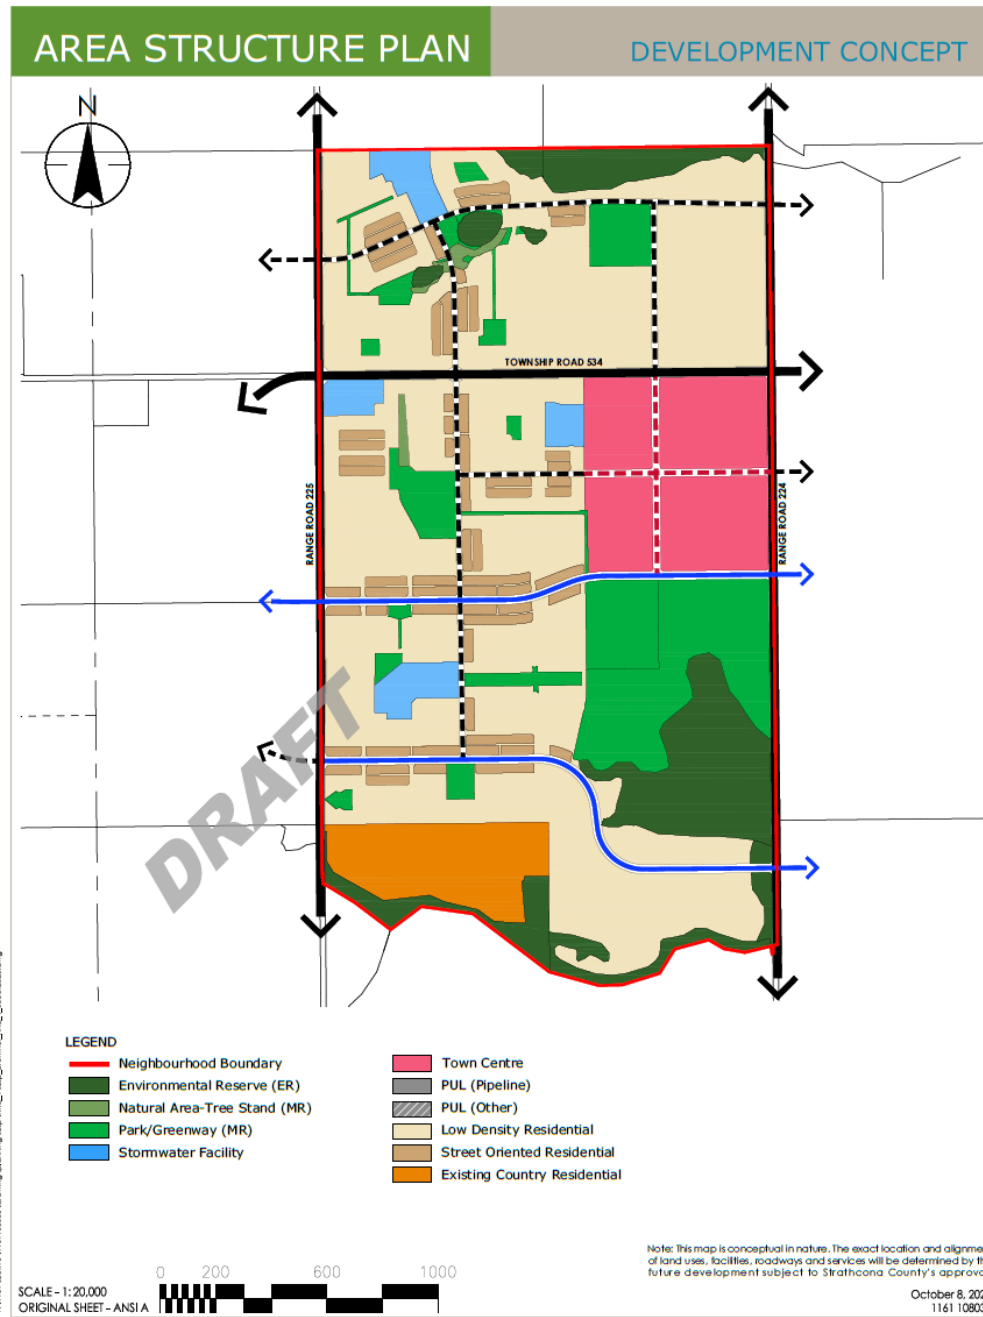 AREA STRUCTURE PLAN
DEVELOPMENT CONCEPT
N
TOWNSHIP ROAD 534
RANGE ROAD 225
RANGE ROAD 224
DRAFT
LEGEND
Neighbourhood Boundary
Environmental Reserve (ER)
Natural Area-Tree Stand (MR)
Park/Greenway (MR)
Stormwater Facility
Town Centre
PUL (Pipeline)
PUL (Other)
Low Density Residential
Street Oriented Residential
Existing Country Residential
Note: This map is conceptual in nature. The exact location and alignme
of land uses, facilities, roadways and services will be determined by th
future development subject to Strathcona County's approva
0 200 600 1000
SCALE - 1: 20,000
ORIGINAL SHEET - ANSI A
October 8, 202
1161 10803